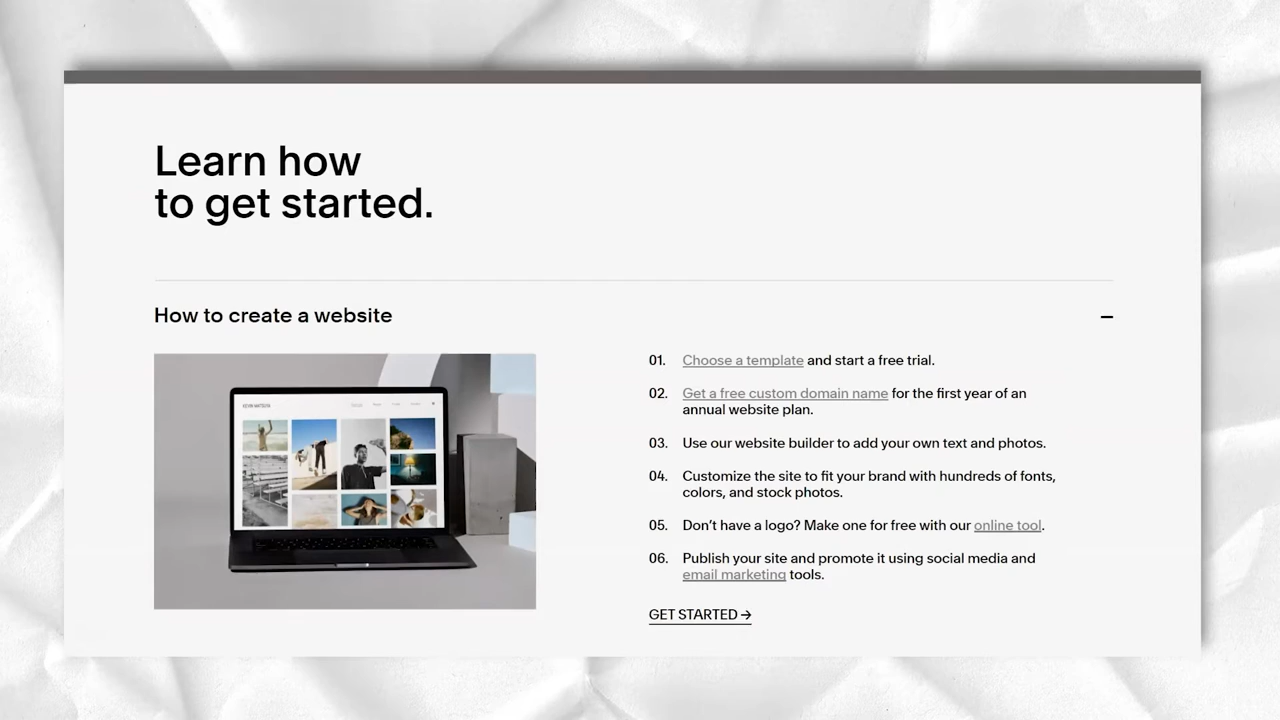 Learn how
to get started.
How to create a website
01. Choose a template and start a free trial.
02. Get a free custom domain name for the first year of an
annual website plan.
03. Use our website builder to add your own text and photos.
04. Customize the site to fit your brand with hundreds of fonts,
colors, and stock photos.
05. Don’t have a logo? Make one for free with our online tool.
06. Publish your site and promote it using social media and
email marketing tools.
GET STARTED →